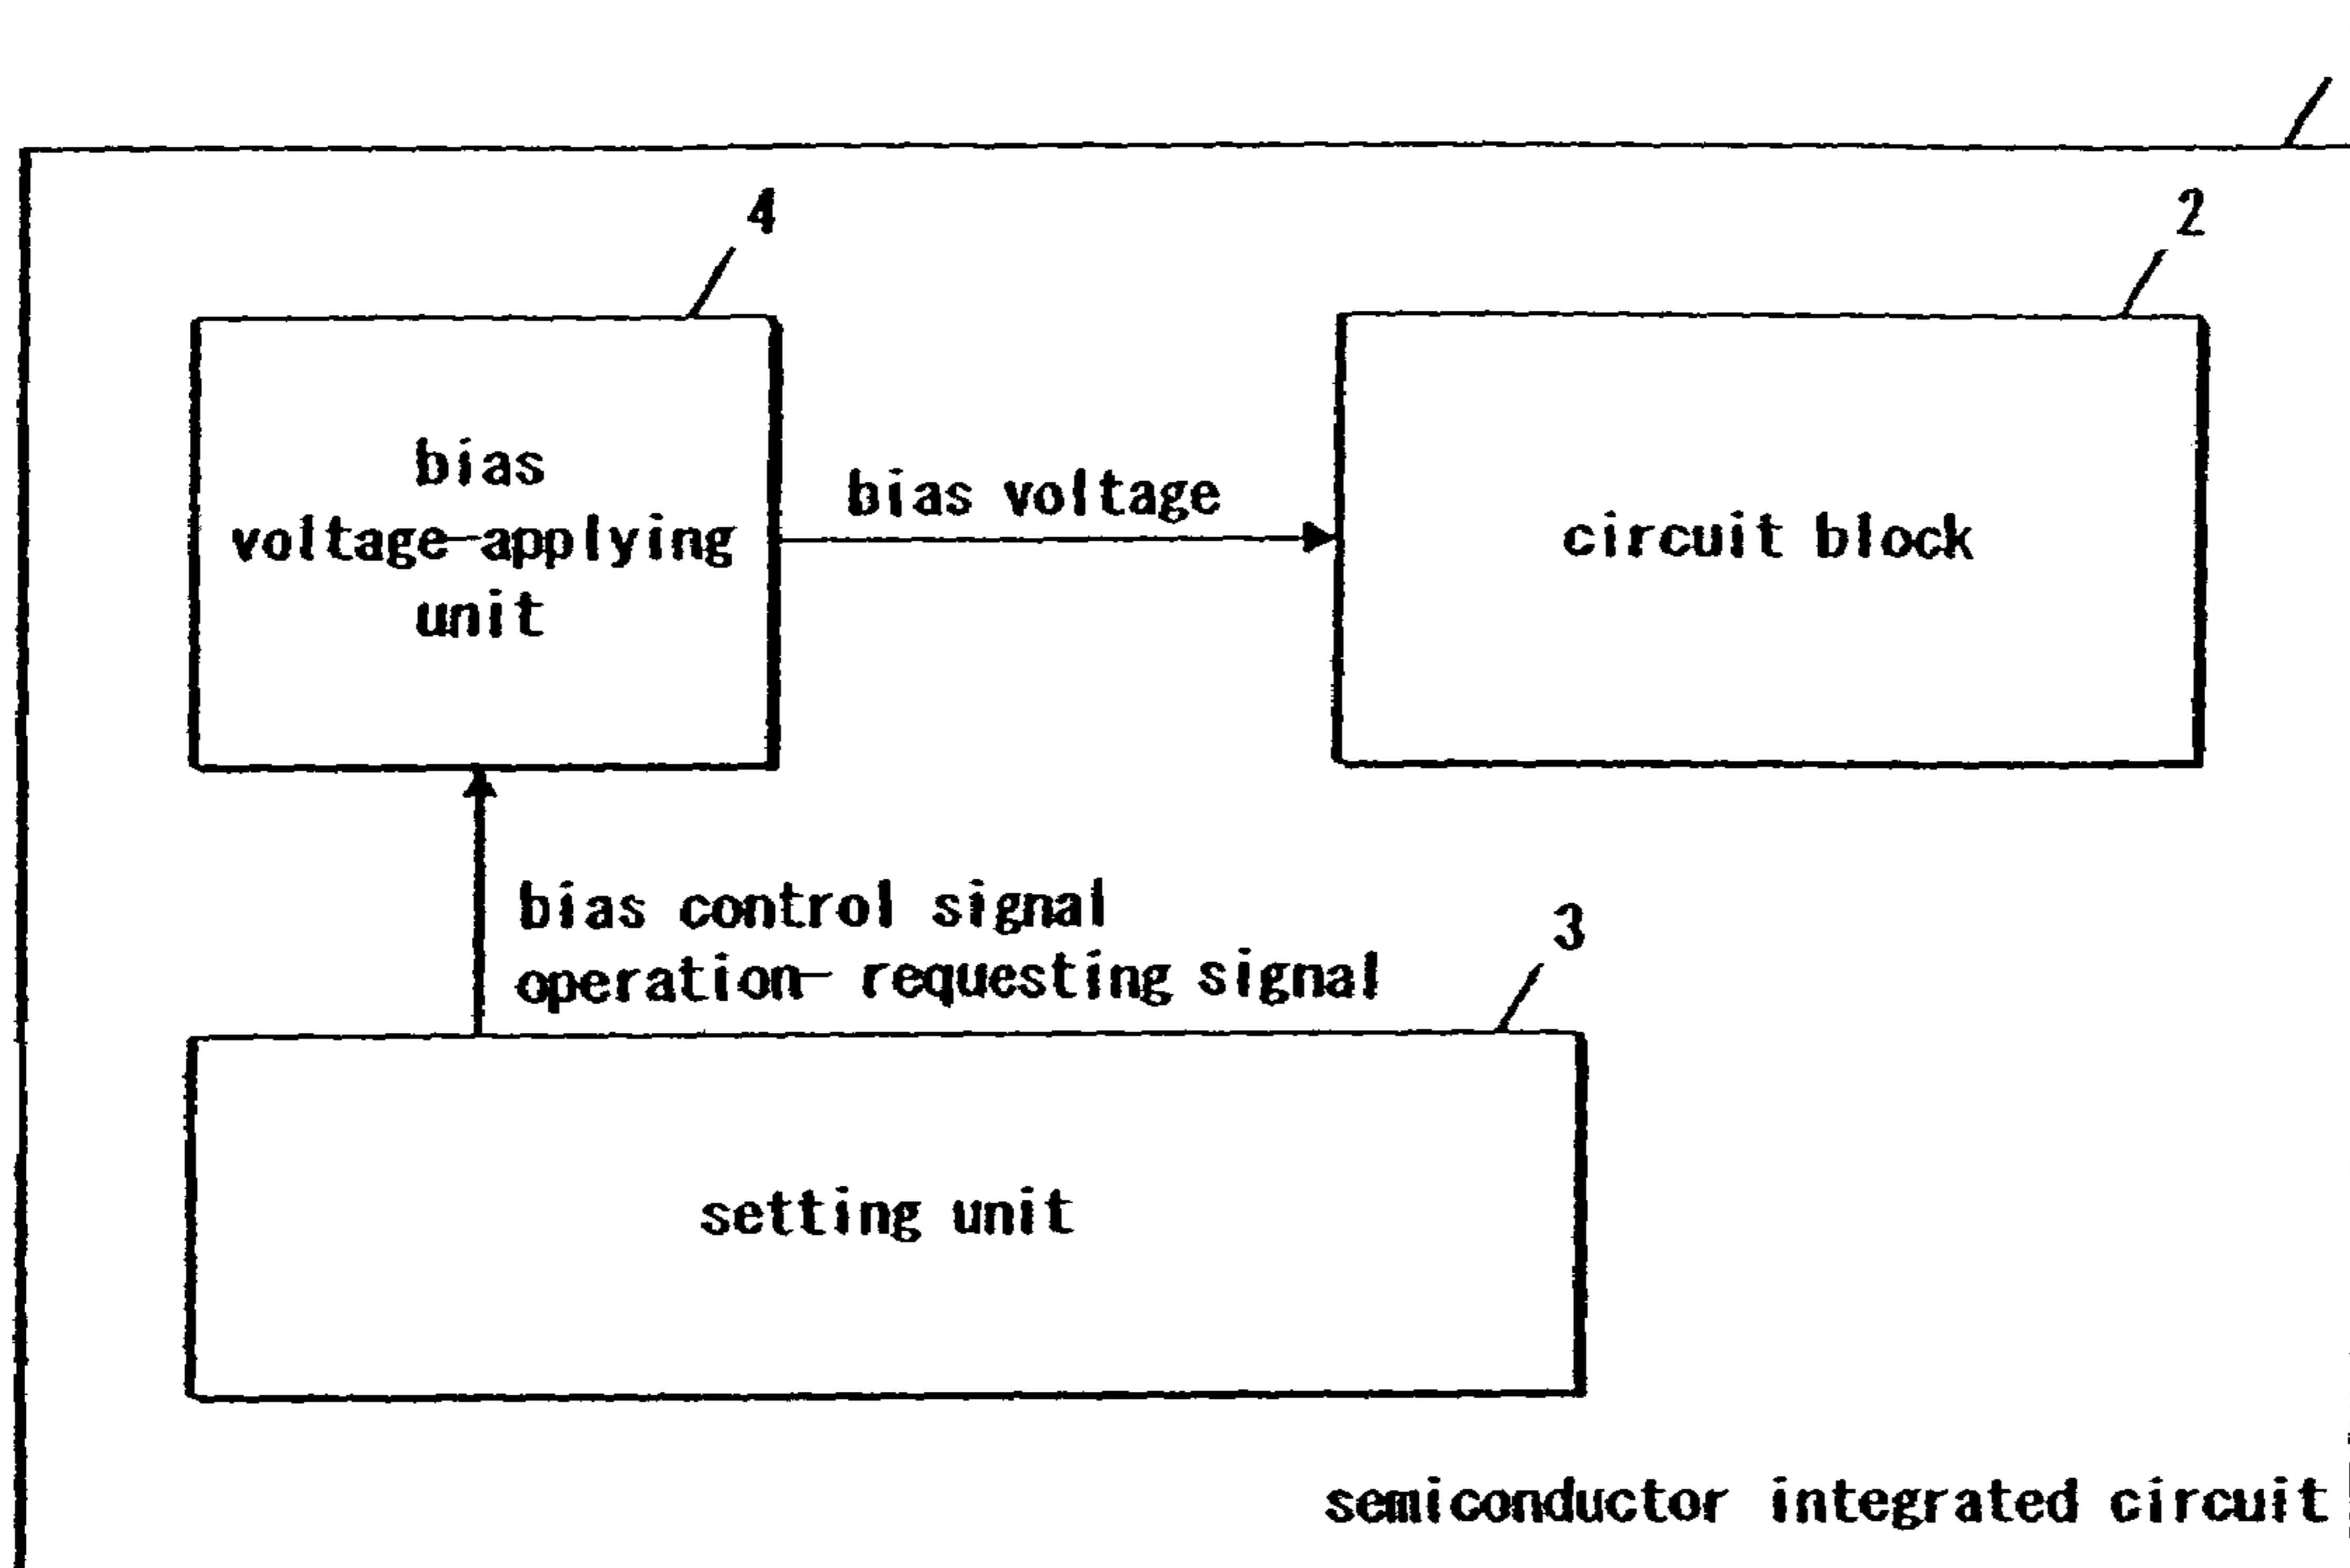 4
2
bias
voltage-applying
unit
bias voltage
circuit block
bias control signal
operation- requesting signal
3
setting unit
semiconductor integrated circuit